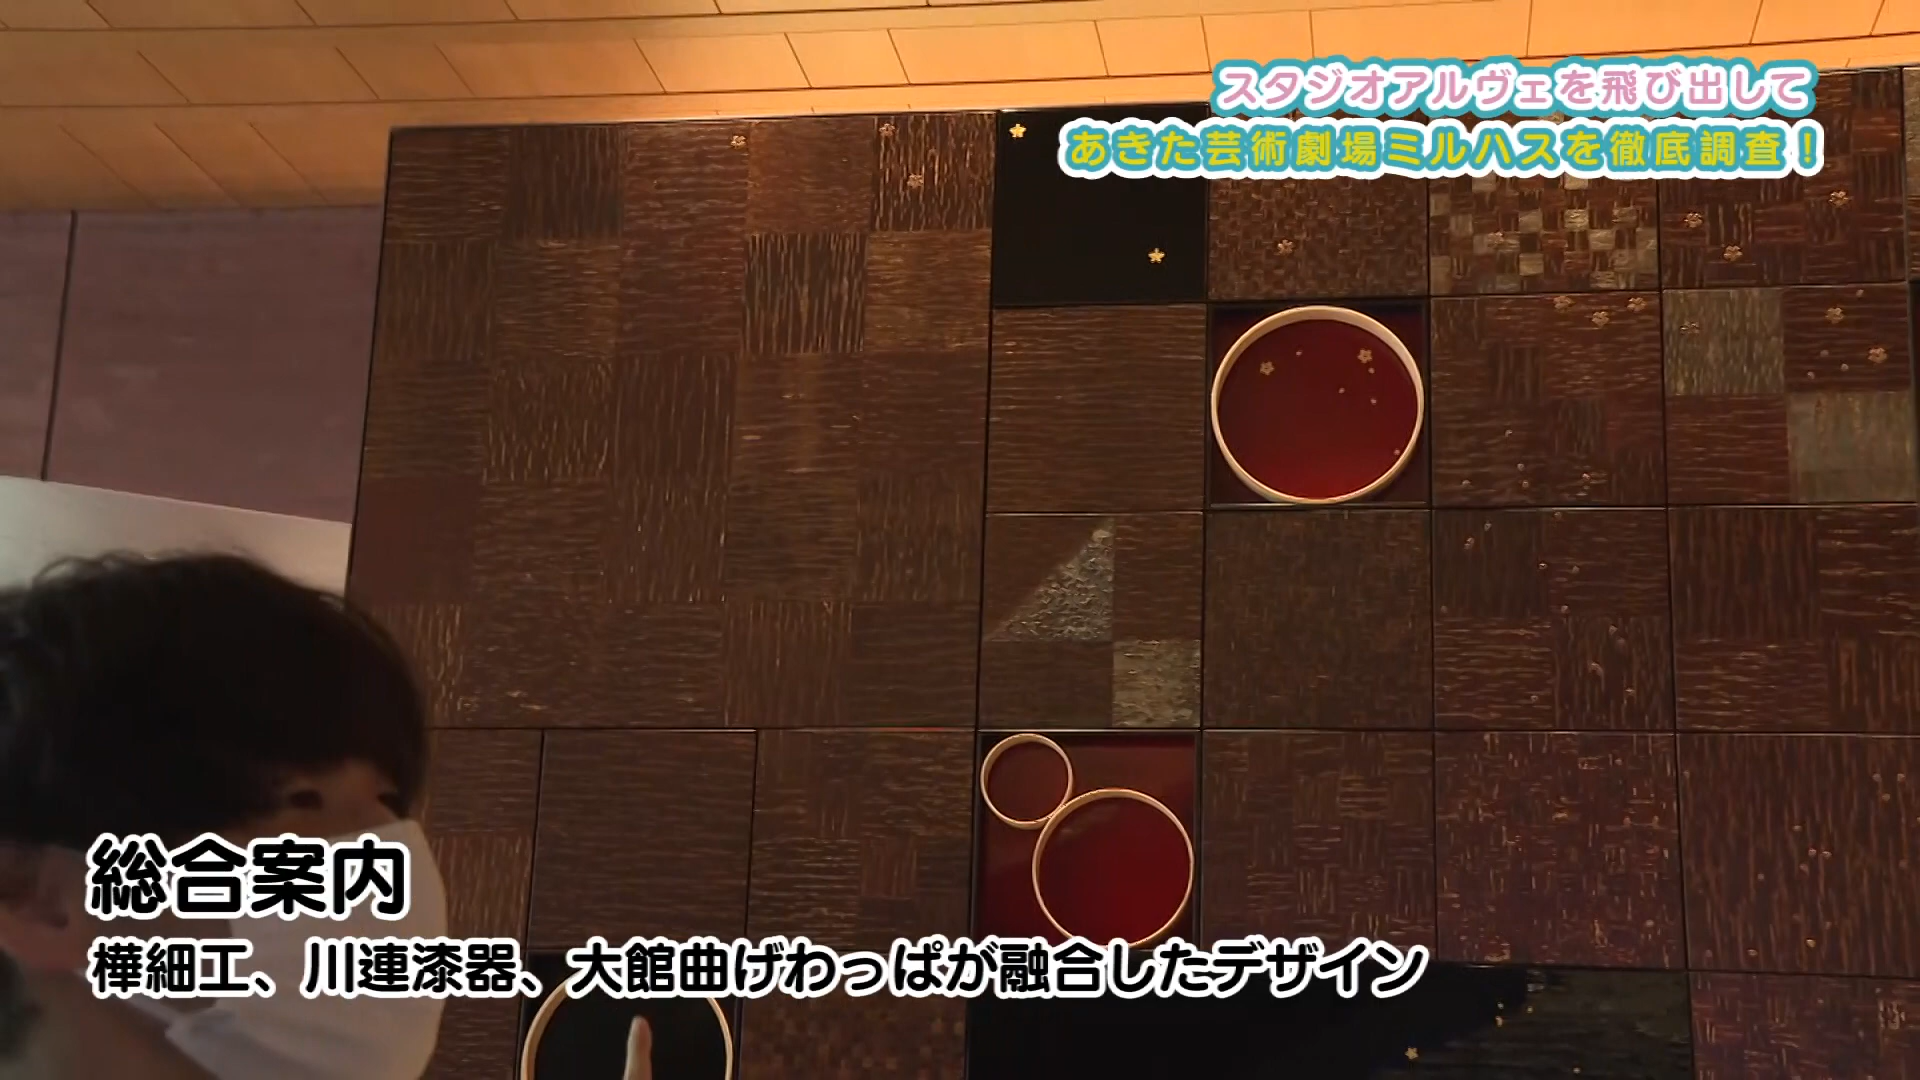 スタジオアルヴェを飛び出して
あきた芸術劇場ミルハスを徹底調査！
総合案内
樺細工、川連漆器、大館曲げわっぱが融合したデザイン